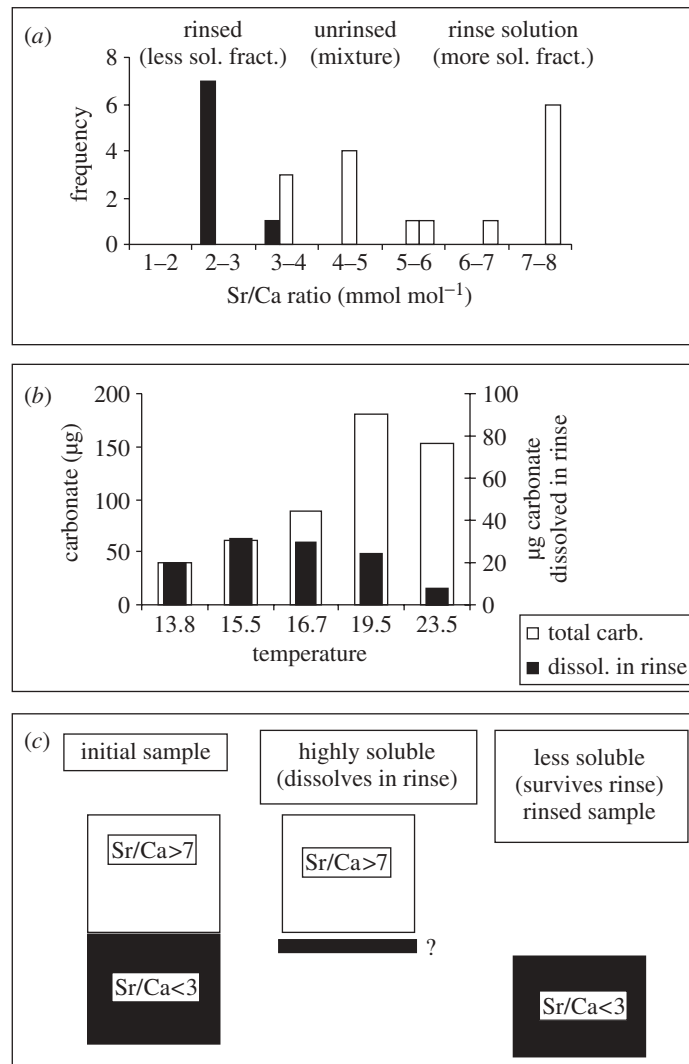 (a)
rinsed
(less sol. fract.)
unrinsed
(mixture)
rinse solution
(more sol. fract.)
8
6
4
2
0
frequency
1–2 2–3 3–4 4–5 5–6 6–7 7–8
Sr/Ca ratio (mmol mol⁻¹)
(b)
200
150
100
50
0
carbonate (µg)
100
80
60
40
20
0
µg carbonate
dissolved in rinse
13.8 15.5 16.7 19.5 23.5
temperature
total carb.
dissol. in rinse
(c)
initial sample
highly soluble
(dissolves in rinse)
less soluble
(survives rinse)
rinsed sample
Sr/Ca>7
Sr/Ca>7
?
Sr/Ca<3
Sr/Ca<3